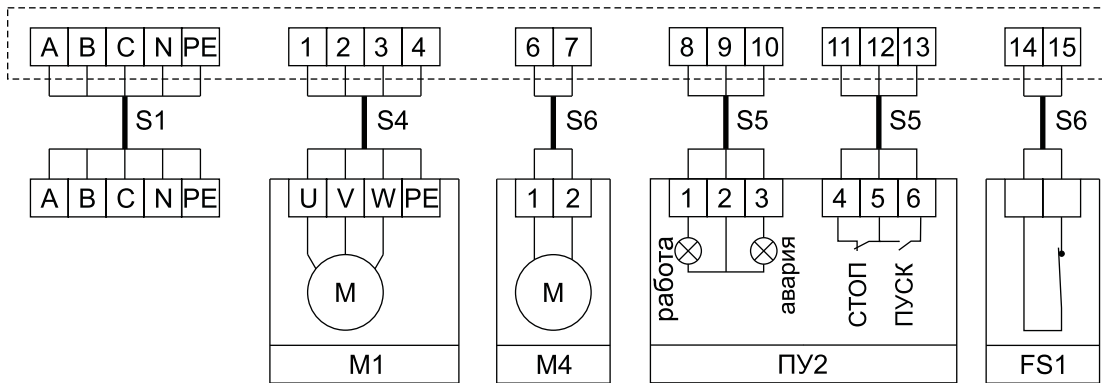 A B C N PE 1 2 3 4 6 7 8 9 10 11 12 13 14 15
S1 S4 S6 S5 S5 S6
A B C N PE U V W PE 1 2 1 2 3 4 5 6
работа авария СТОП ПУСК
M M
M1 M4 ПУ2 FS1